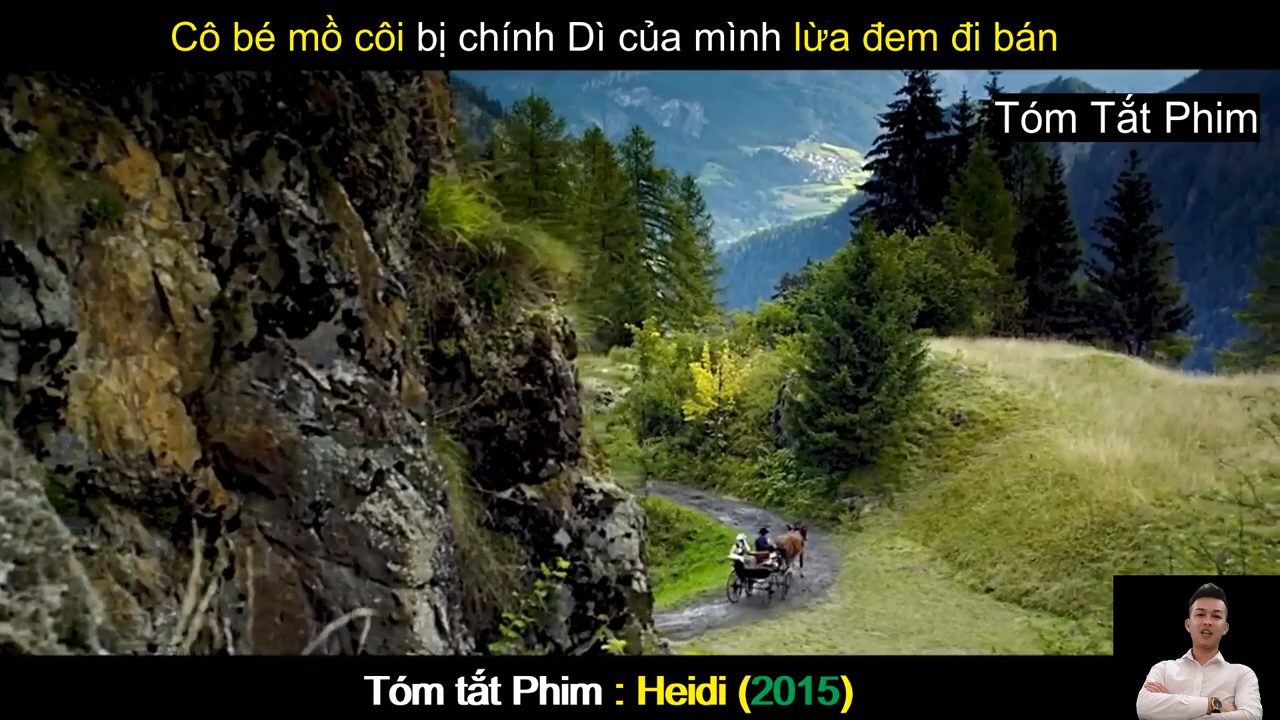 Cô bé mồ côi bị chính Dì của mình lừa đem đi bán
Tóm Tắt Phim
Tóm tắt Phim : Heidi (2015)